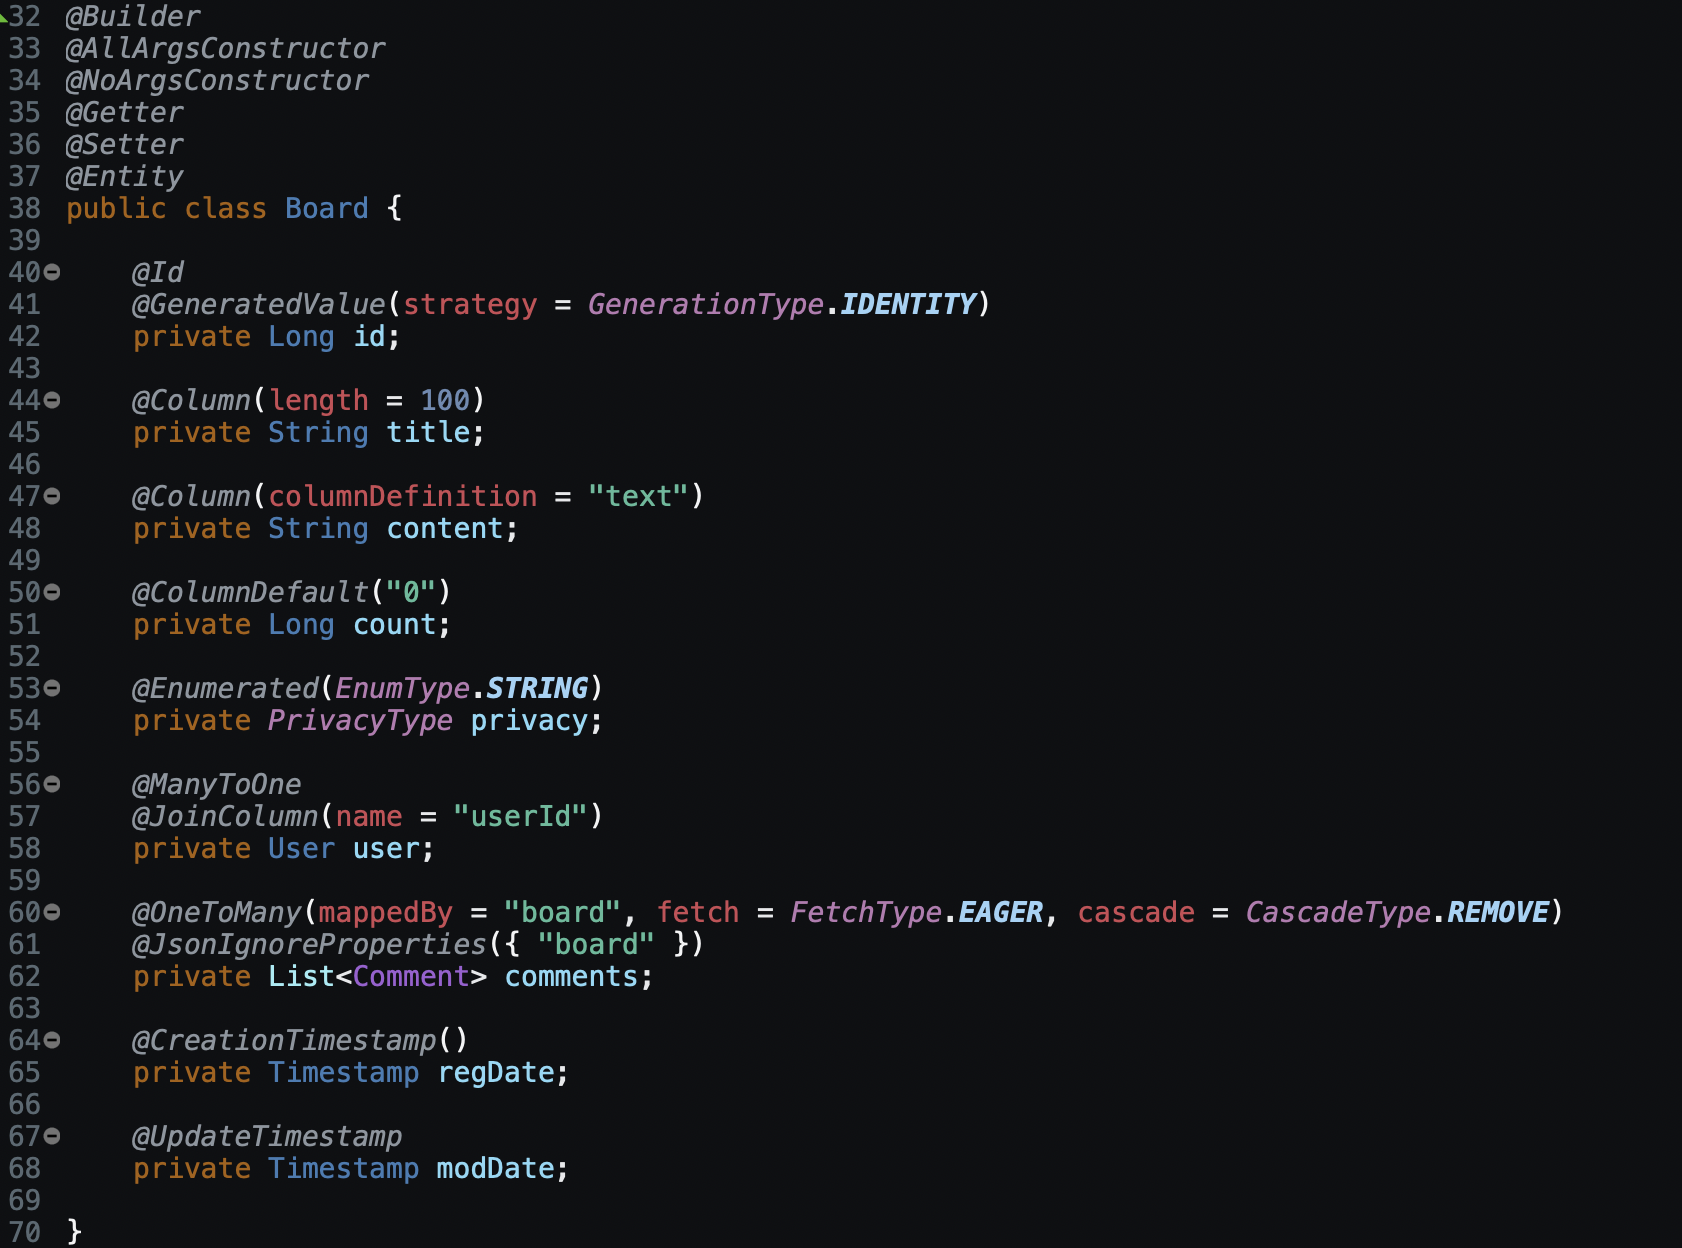 32 @Builder
33 @AllArgsConstructor
34 @NoArgsConstructor
35 @Getter
36 @Setter
37 @Entity
38 public class Board {
39
40 @Id
41 @GeneratedValue(strategy = GenerationType.IDENTITY)
42 private Long id;
43
44 @Column(length = 100)
45 private String title;
46
47 @Column(columnDefinition = "text")
48 private String content;
49
50 @ColumnDefault("0")
51 private Long count;
52
53 @Enumerated(EnumType.STRING)
54 private PrivacyType privacy;
55
56 @ManyToOne
57 @JoinColumn(name = "userId")
58 private User user;
59
60 @OneToMany(mappedBy = "board", fetch = FetchType.EAGER, cascade = CascadeType.REMOVE)
61 @JsonIgnoreProperties({ "board" })
62 private List<Comment> comments;
63
64 @CreationTimestamp()
65 private Timestamp regDate;
66
67 @UpdateTimestamp
68 private Timestamp modDate;
69
70 }